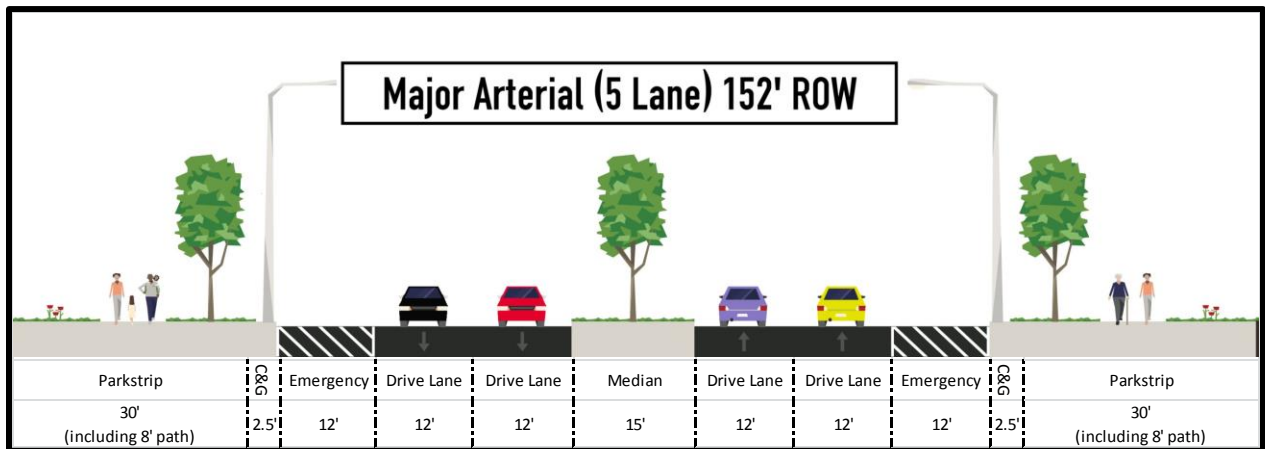 Major Arterial (5 Lane) 152' ROW
Parkstrip
C&G
Emergency
Drive Lane
Drive Lane
Median
Drive Lane
Drive Lane
Emergency
C&G
Parkstrip
30'
(including 8' path)
2.5'
12'
12'
12'
15'
12'
12'
12'
2.5'
30'
(including 8' path)